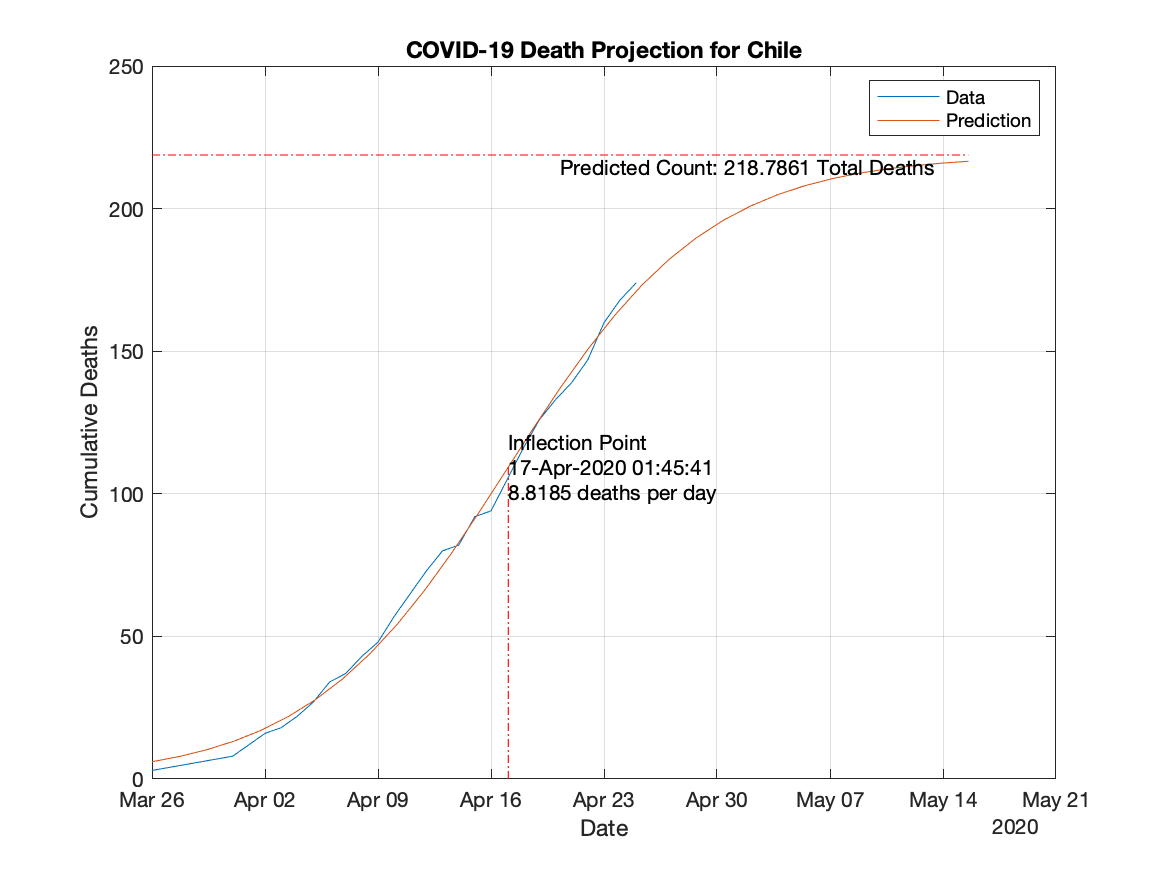 COVID-19 Death Projection for Chile
250
200
150
100
50
0
Cumulative Deaths
Data
Prediction
Predicted Count: 218.7861 Total Deaths
Inflection Point
17-Apr-2020 01:45:41
8.8185 deaths per day
Mar 26 Apr 02 Apr 09 Apr 16 Apr 23 Apr 30 May 07 May 14 May 21
Date
2020